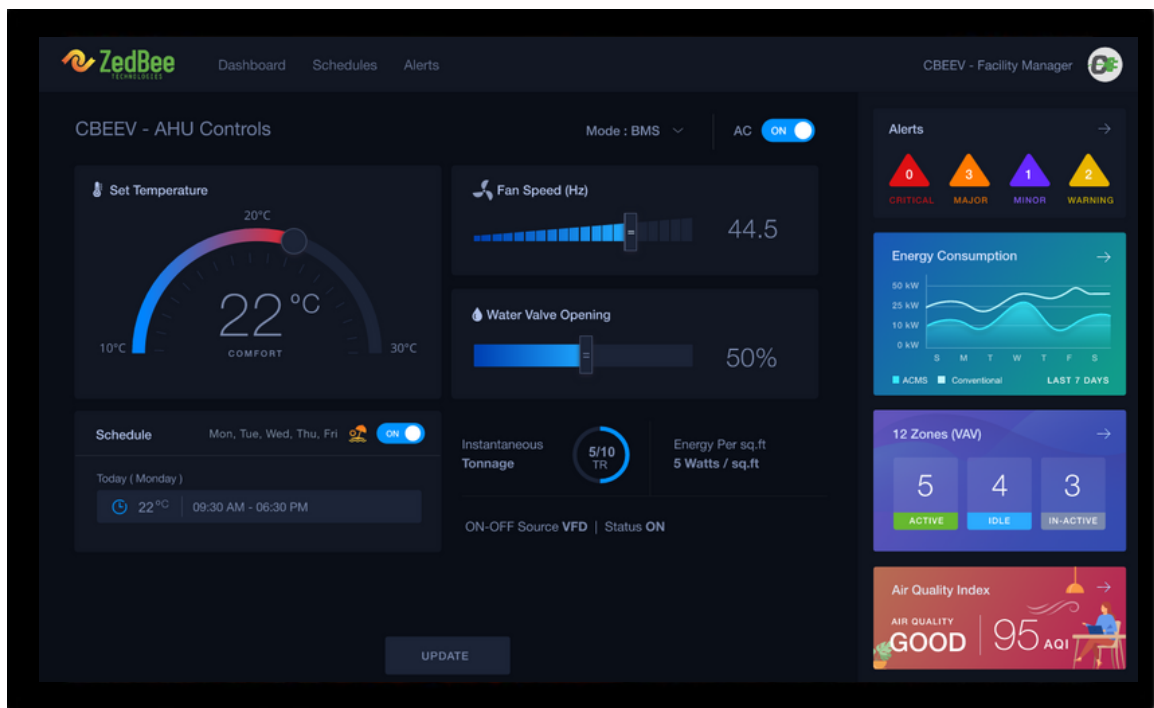 ZedBee
TECHNOLOGIES
Dashboard Schedules Alerts
CBEEV - Facility Manager
CBEEV - AHU Controls
Mode : BMS
AC ON
Set Temperature
20°C
22°C
COMFORT
10°C
30°C
Fan Speed (Hz)
44.5
Water Valve Opening
50%
Schedule
Mon, Tue, Wed, Thu, Fri
ON
Today ( Monday )
22°C 09:30 AM - 06:30 PM
Instantaneous
Tonnage
5/10
TR
Energy Per sq.ft
5 Watts / sq.ft
ON-OFF Source VFD | Status ON
UPDATE
Alerts
0 3 1 2
CRITICAL MAJOR MINOR WARNING
Energy Consumption
50 kW
25 kW
10 kW
0 kW
S M T W T F S
ACMS Conventional LAST 7 DAYS
12 Zones (VAV)
5 4 3
ACTIVE IDLE IN-ACTIVE
Air Quality Index
AIR QUALITY
GOOD
95 AQI